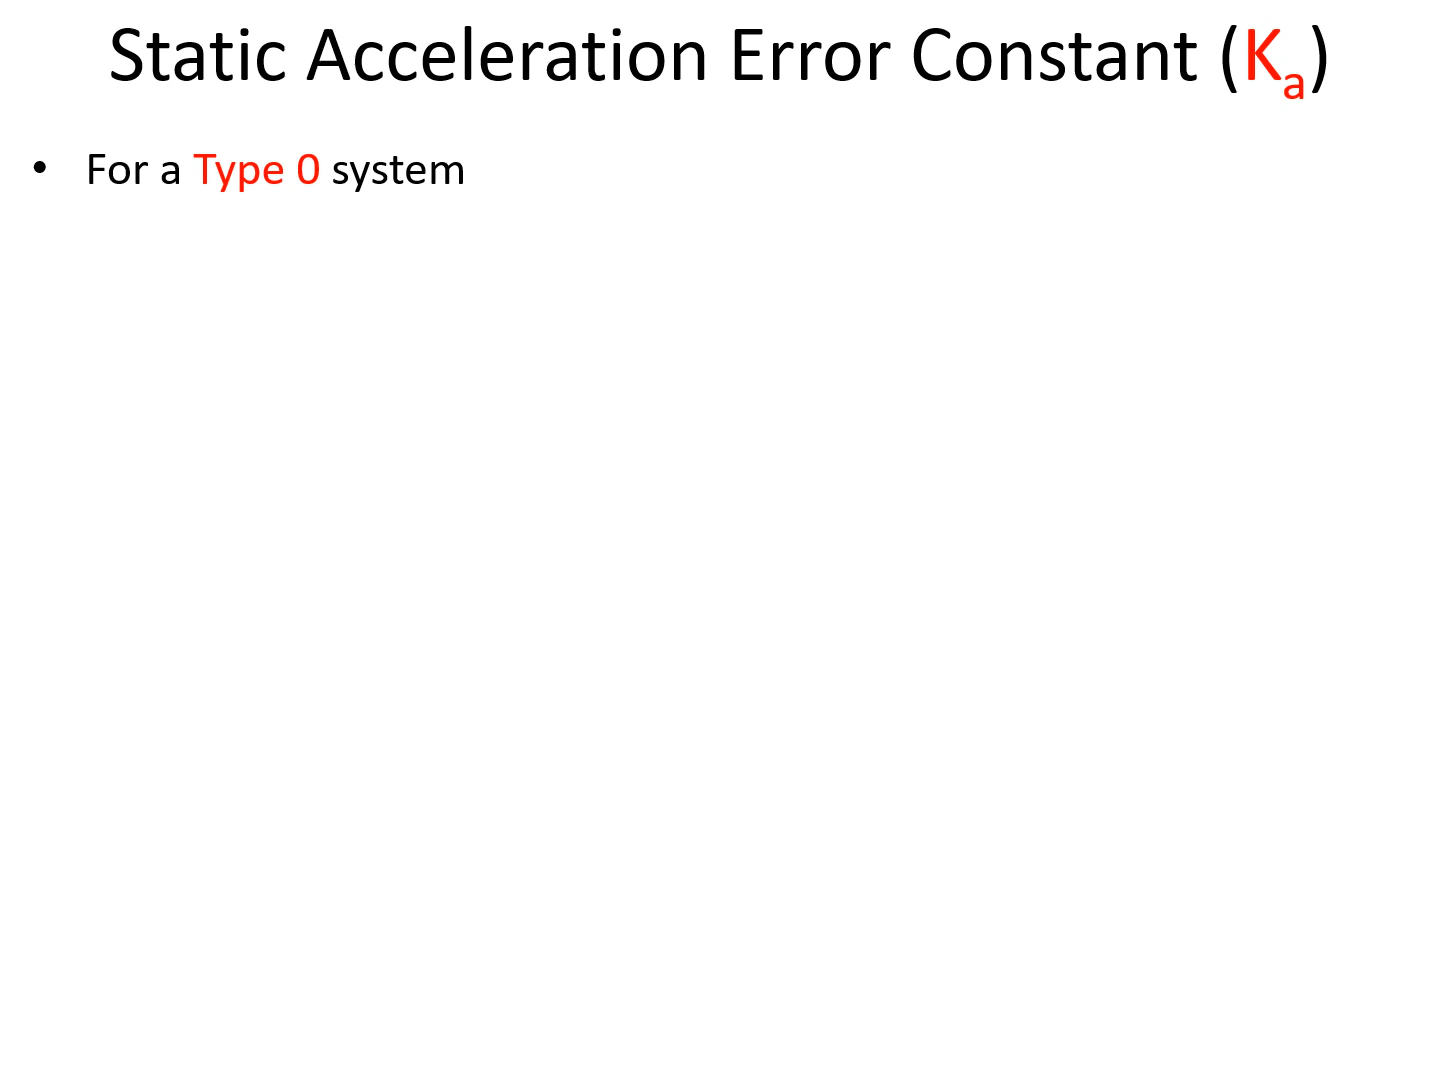 Static Acceleration Error Constant (Kₐ)
• For a Type 0 system